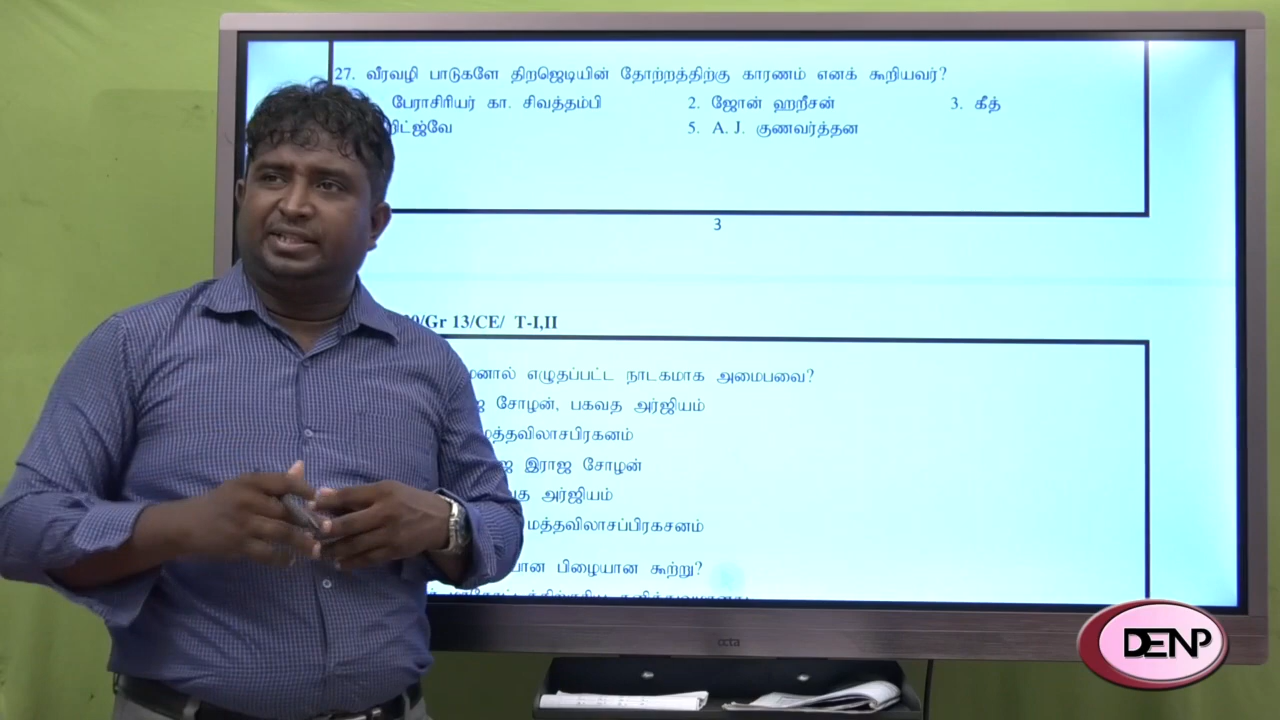 27. வீரவழி பாடுகளே திறஜெடியின் தோற்றத்திற்கு காரணம் எனக் கூறியவர்?
பேராசிரியர் கா. சிவத்தம்பி 2. ஜோன் ஹறீசன் 3. கீத்
5. A. J. குணவர்த்தன
3
/Gr 13/CE/ T-I,II
எழுதப்பட்ட நாடகமாக அமைபவை?
சோழன், பகவத அர்ஜியம்
மத்தவிலாசபிரகனம்
இராஜ சோழன்
அர்ஜியம்
மத்தவிலாசப்பிரகசனம்
பிழையான கூற்று?
DENP